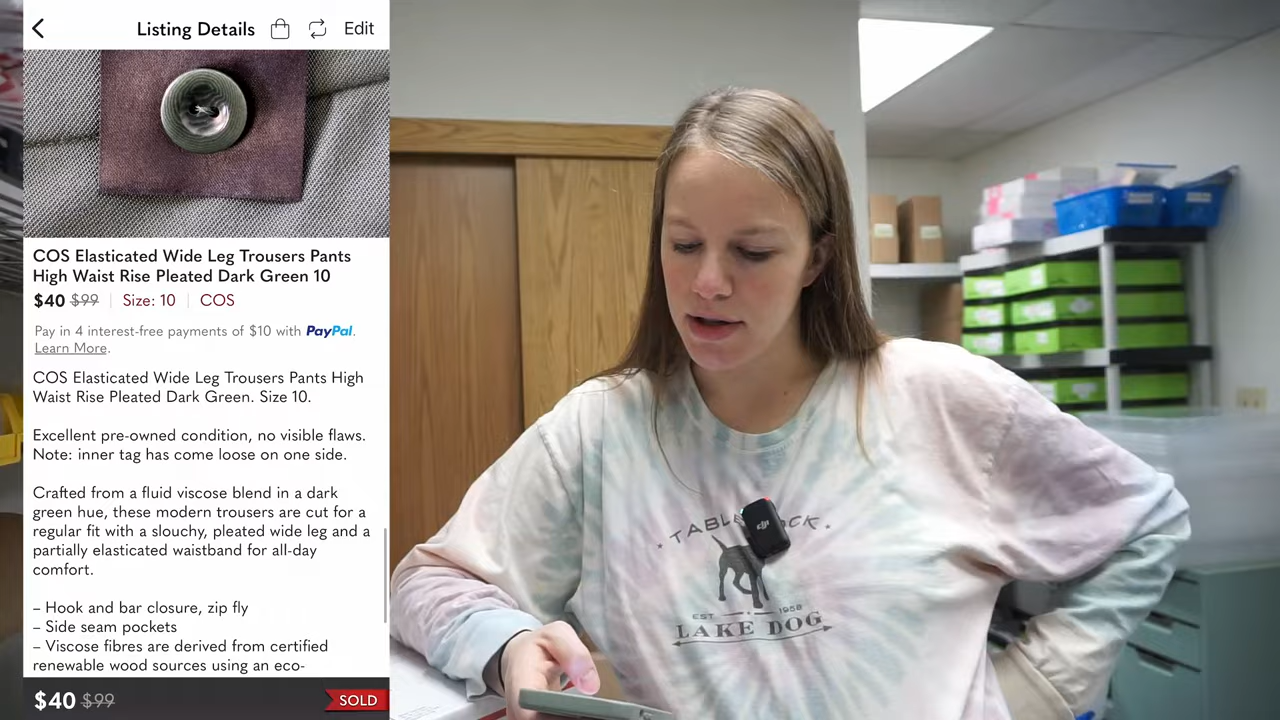 Listing Details
Edit
COS Elasticated Wide Leg Trousers Pants
High Waist Rise Pleated Dark Green 10
$40 $99 | Size: 10 | COS
Pay in 4 interest-free payments of $10 with PayPal.
Learn More.
COS Elasticated Wide Leg Trousers Pants High
Waist Rise Pleated Dark Green. Size 10.
Excellent pre-owned condition, no visible flaws.
Note: inner tag has come loose on one side.
Crafted from a fluid viscose blend in a dark
green hue, these modern trousers are cut for a
regular fit with a slouchy, pleated wide leg and a
partially elasticated waistband for all-day
comfort.
– Hook and bar closure, zip fly
– Side seam pockets
– Viscose fibres are derived from certified
renewable wood sources using an eco-
$40 $99
SOLD
dji
EST. 1958
LAKE DOG